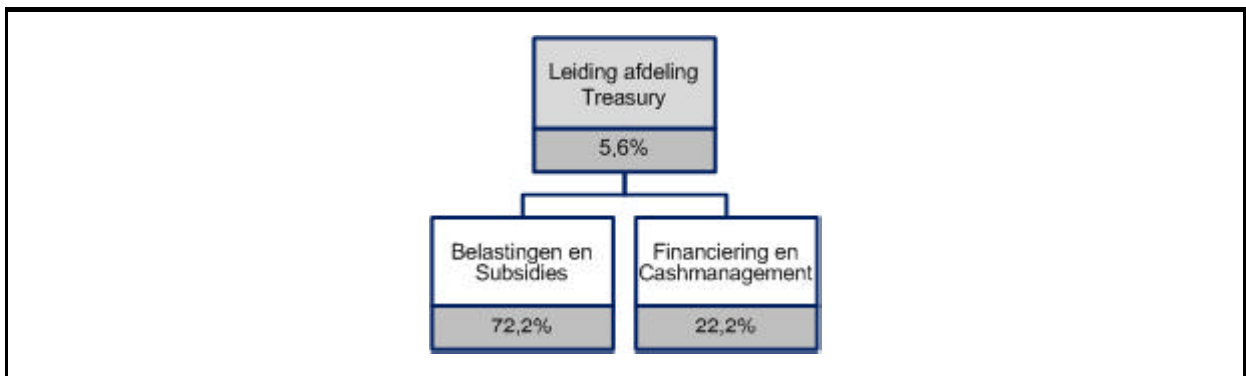 Leiding afdeling
Treasury
5,6%
Belastingen en
Subsidies
72,2%
Financiering en
Cashmanagement
22,2%